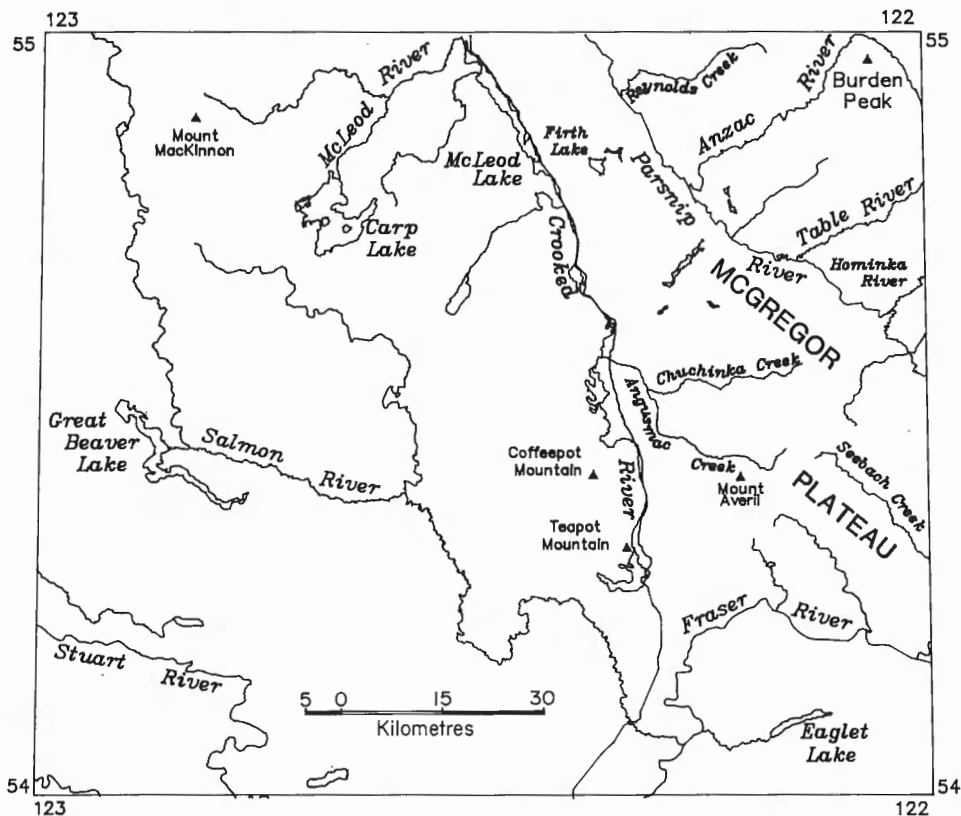 123
122
55
55
McLeod River
Reynolds Creek
Anzac River
Burden
Peak
Mount
MacKinnon
McLeod
Lake
Firth
Lake
Parsnip River
Table River
Carp
Lake
Crooked River
Hominka
River
MCGREGOR
PLATEAU
Chuchinka Creek
Angusmac Creek
Great
Beaver
Lake
Salmon River
Coffeepot
Mountain
Mount
Averil
Seebach Creek
Teapot
Mountain
Fraser River
Stuart River
5 0 15 30
Kilometres
Eaglet
Lake
54
54
123
122